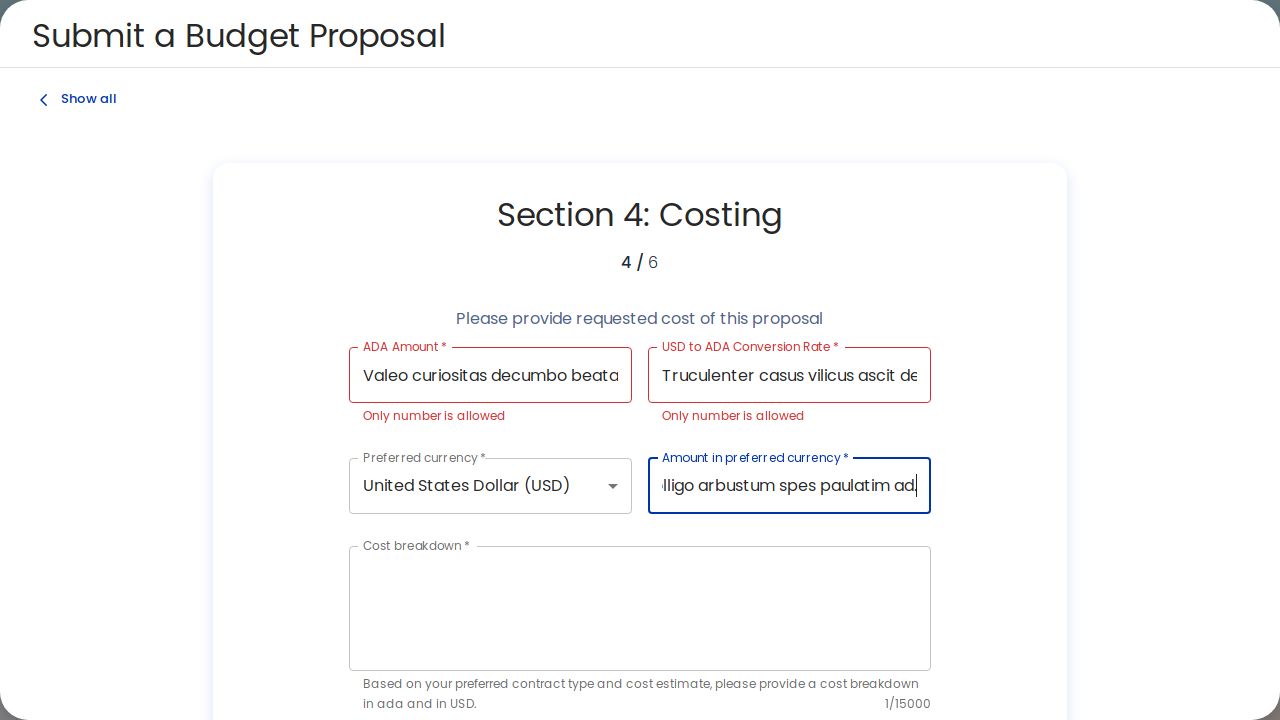 Submit a Budget Proposal
Show all
Section 4: Costing
4 / 6
Please provide requested cost of this proposal
ADA Amount * USD to ADA Conversion Rate *
Valeo curiositas decumbo beata Truculenter casus vilicus ascit de
Only number is allowed Only number is allowed
Preferred currency * Amount in preferred currency *
United States Dollar (USD) lligo arbustum spes paulatim ad.
Cost breakdown *
Based on your preferred contract type and cost estimate, please provide a cost breakdown
in ada and in USD. 1/15000